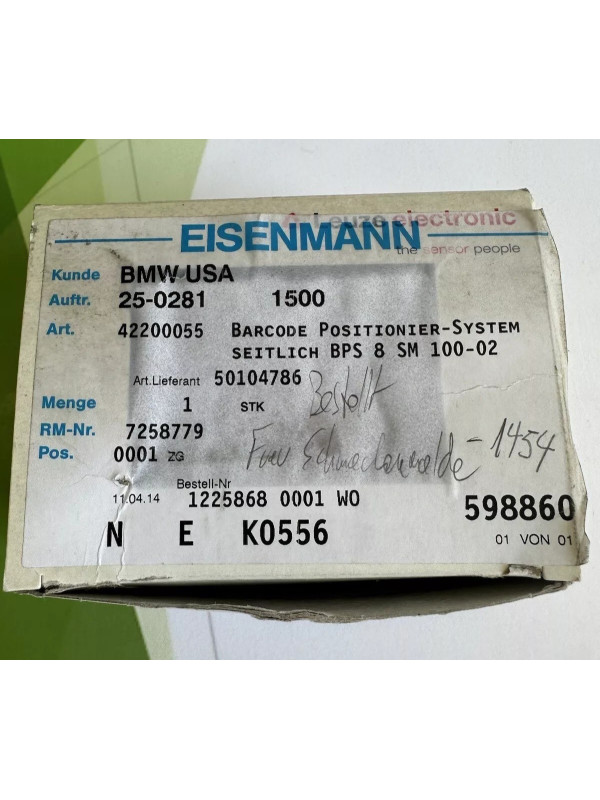 Leuze electronic
EISENMANN
the sensor people
Kunde BMW USA
Auftr. 25-0281 1500
Art. 42200055 BARCODE POSITIONIER-SYSTEM
SEITLICH BPS 8 SM 100-02
Art.Lieferant 50104786
Bestellt
Menge 1 STK
RM-Nr. 7258779
Frau -1454
Pos. 0001 ZG
Bestell-Nr
11.04.14 1225868 0001 WO
598860
N E K0556
01 VON 01